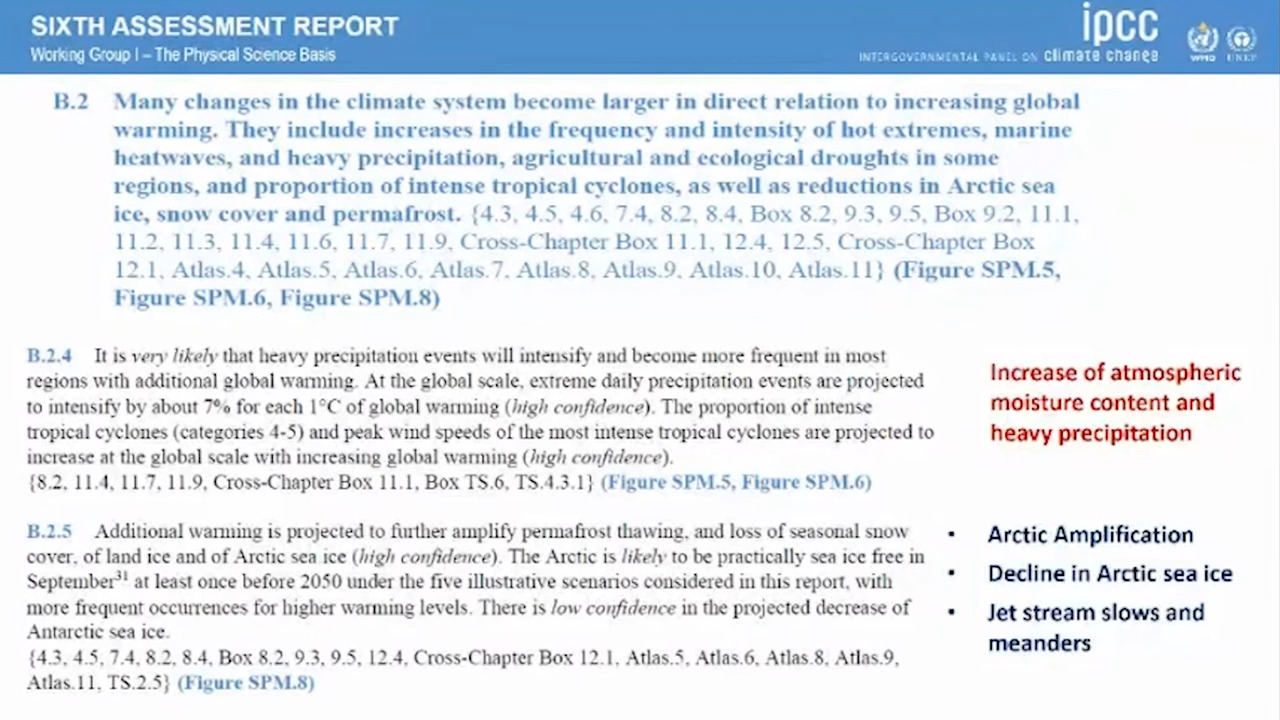 SIXTH ASSESSMENT REPORT
Working Group I – The Physical Science Basis
ipcc
INTERGOVERNMENTAL PANEL ON climate change
WMO
UNEP
B.2 Many changes in the climate system become larger in direct relation to increasing global
warming. They include increases in the frequency and intensity of hot extremes, marine
heatwaves, and heavy precipitation, agricultural and ecological droughts in some
regions, and proportion of intense tropical cyclones, as well as reductions in Arctic sea
ice, snow cover and permafrost. {4.3, 4.5, 4.6, 7.4, 8.2, 8.4, Box 8.2, 9.3, 9.5, Box 9.2, 11.1,
11.2, 11.3, 11.4, 11.6, 11.7, 11.9, Cross-Chapter Box 11.1, 12.4, 12.5, Cross-Chapter Box
12.1, Atlas.4, Atlas.5, Atlas.6, Atlas.7, Atlas.8, Atlas.9, Atlas.10, Atlas.11} (Figure SPM.5,
Figure SPM.6, Figure SPM.8)
B.2.4 It is very likely that heavy precipitation events will intensify and become more frequent in most
regions with additional global warming. At the global scale, extreme daily precipitation events are projected
to intensify by about 7% for each 1°C of global warming (high confidence). The proportion of intense
tropical cyclones (categories 4-5) and peak wind speeds of the most intense tropical cyclones are projected to
increase at the global scale with increasing global warming (high confidence).
{8.2, 11.4, 11.7, 11.9, Cross-Chapter Box 11.1, Box TS.6, TS.4.3.1} (Figure SPM.5, Figure SPM.6)
Increase of atmospheric
moisture content and
heavy precipitation
B.2.5 Additional warming is projected to further amplify permafrost thawing, and loss of seasonal snow
cover, of land ice and of Arctic sea ice (high confidence). The Arctic is likely to be practically sea ice free in
September³¹ at least once before 2050 under the five illustrative scenarios considered in this report, with
more frequent occurrences for higher warming levels. There is low confidence in the projected decrease of
Antarctic sea ice.
{4.3, 4.5, 7.4, 8.2, 8.4, Box 8.2, 9.3, 9.5, 12.4, Cross-Chapter Box 12.1, Atlas.5, Atlas.6, Atlas.8, Atlas.9,
Atlas.11, TS.2.5} (Figure SPM.8)
• Arctic Amplification
• Decline in Arctic sea ice
• Jet stream slows and
meanders